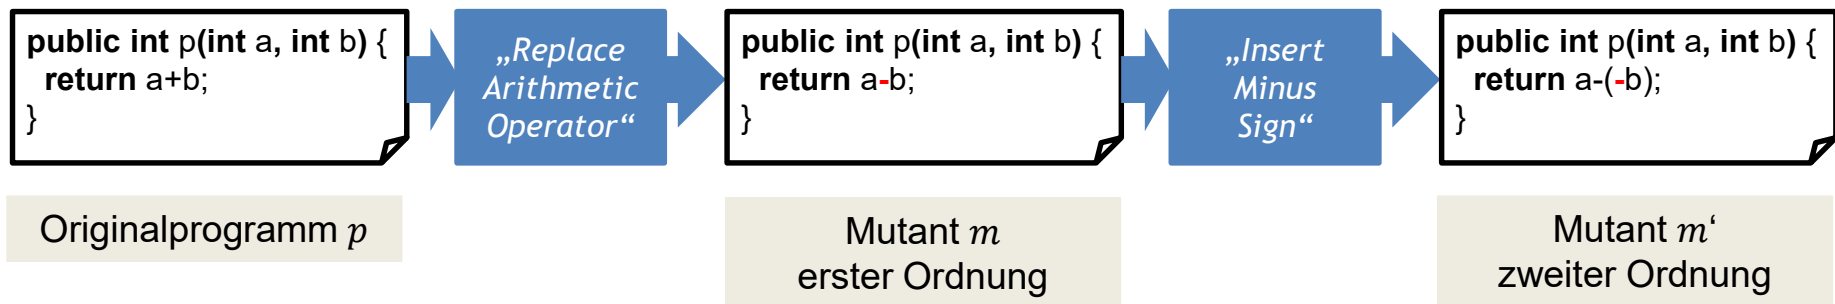 public int p(int a, int b) {
return a+b;
}
„Replace
Arithmetic
Operator“
public int p(int a, int b) {
return a-b;
}
„Insert
Minus
Sign“
public int p(int a, int b) {
return a-(-b);
}
Originalprogramm p
Mutant m
erster Ordnung
Mutant m‘
zweiter Ordnung